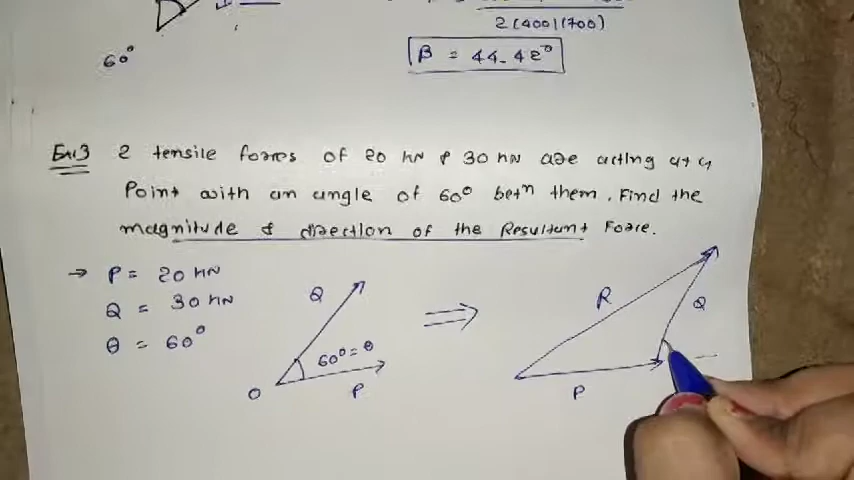 60°
2(400)(700)
β = 44.42°
Ex:3 2 tensile forces of 20 kN & 30 kN are acting at a
Point with an angle of 60° betn them. Find the
magnitude & direction of the Resultant Force.
→ P = 20 kN
Q = 30 kN
θ = 60°
Q
60° = θ
O
P
⇒
R
Q
P